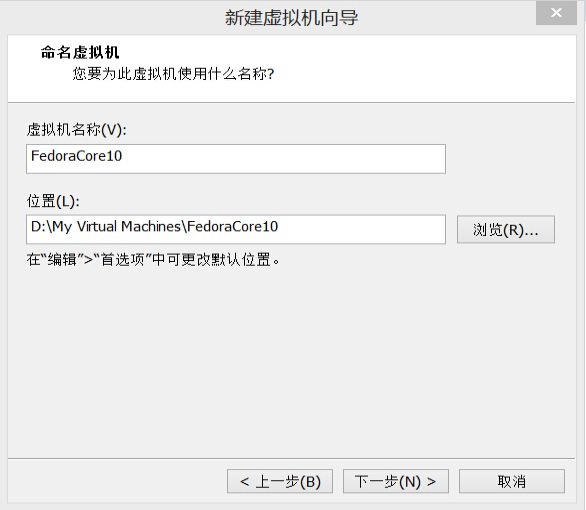 新建虚拟机向导
命名虚拟机
您要为此虚拟机使用什么名称?
虚拟机名称(V):
FedoraCore10
位置(L):
D:\My Virtual Machines\FedoraCore10
浏览(R)...
在“编辑”>“首选项”中可更改默认位置。
< 上一步(B)
下一步(N) >
取消